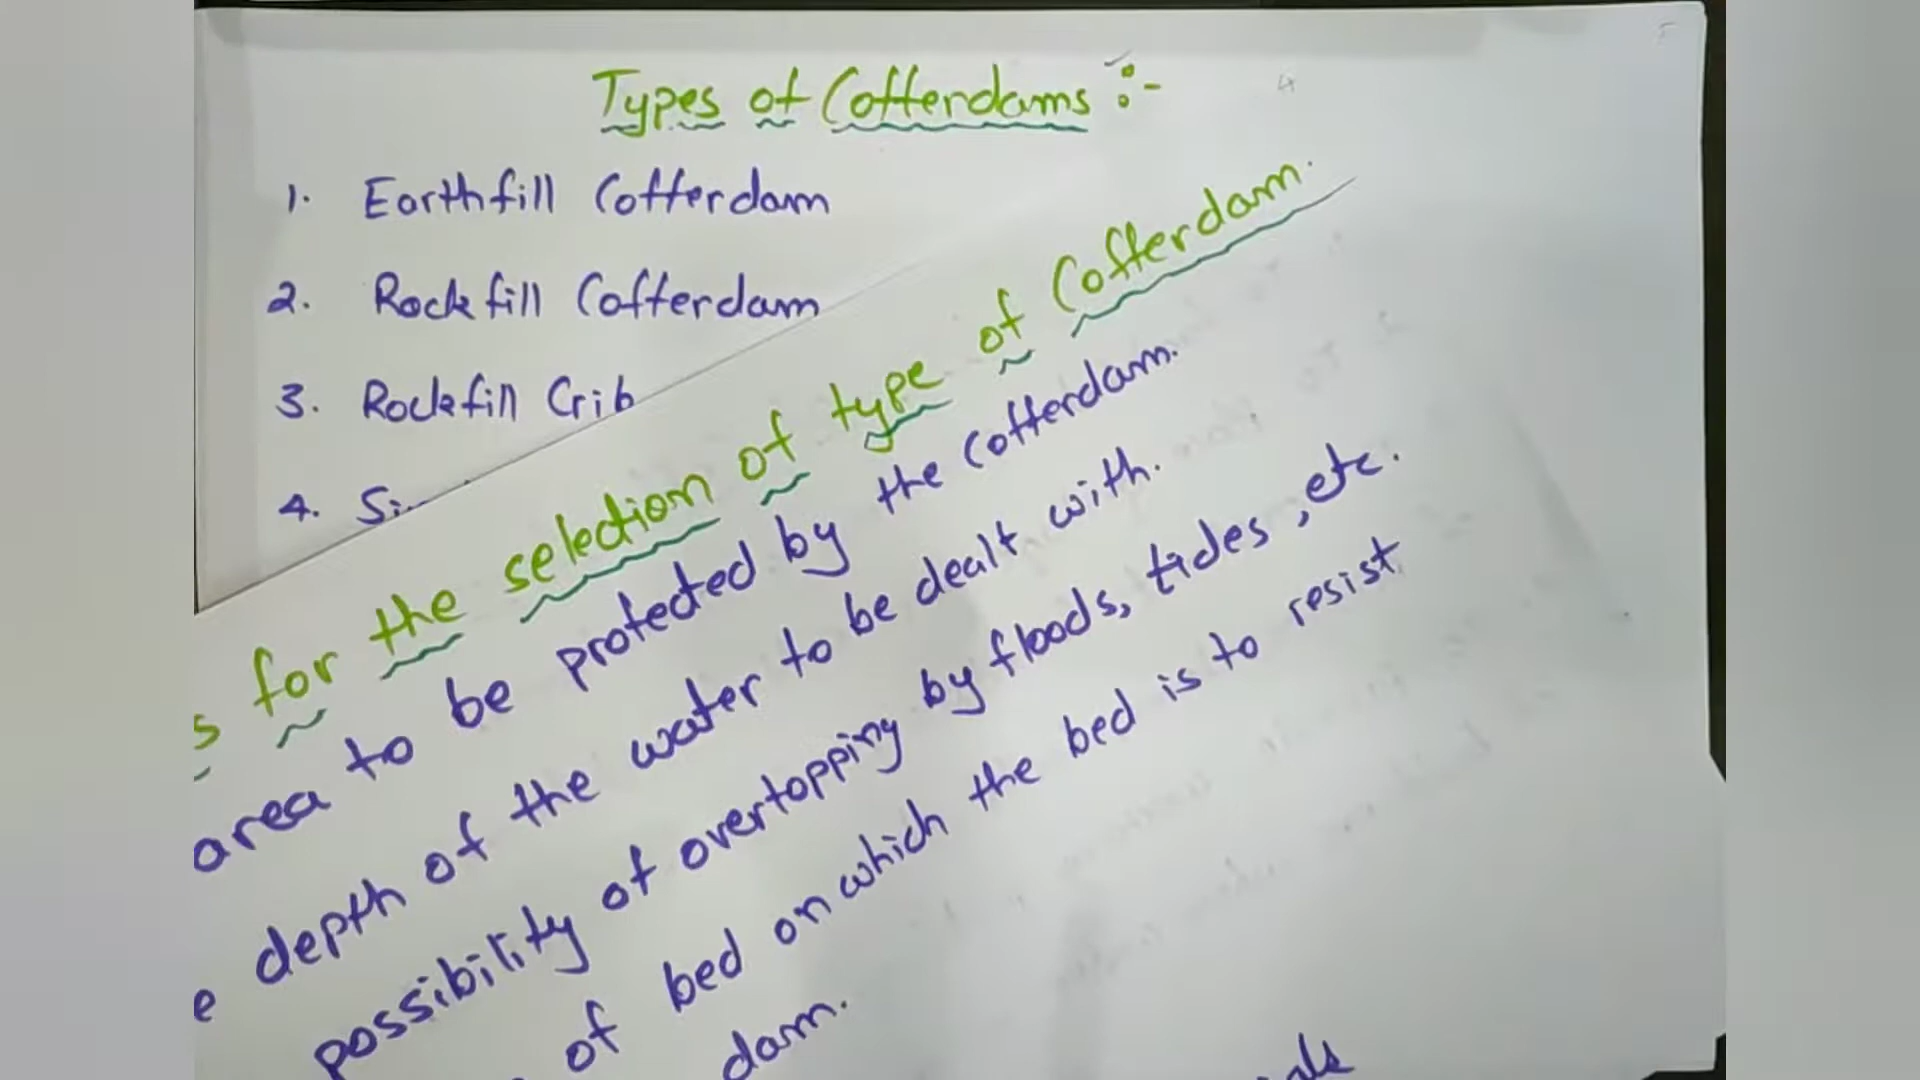 Types of Cofferdams :-
1. Earthfill Cofferdam
2. Rockfill Cofferdam
3. Rockfill Crib
4.
for the selection of type of Cofferdam.
area to be protected by the Cofferdam.
depth of the water to be dealt with.
possibility of overtopping by floods, tides, etc.
of bed on which the bed is to resist
dam.